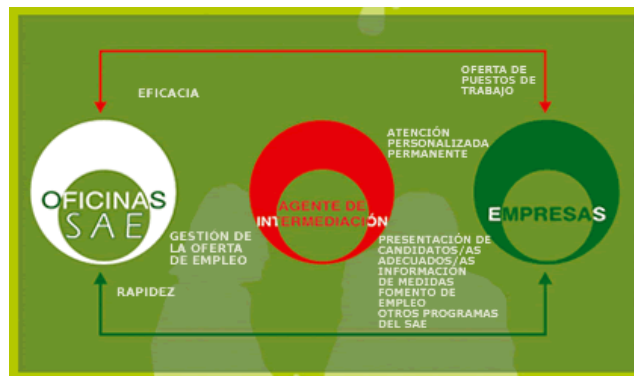 EFICACIA
OFERTA DE
PUESTOS DE
TRABAJO
ATENCIÓN
PERSONALIZADA
PERMANENTE
OFICINAS
SAE
AGENTE DE
INTERMEDIACIÓN
EMPRESAS
GESTIÓN DE
LA OFERTA
DE EMPLEO
PRESENTACIÓN DE
CANDIDATOS/AS
ADECUADOS/AS
INFORMACIÓN
DE MEDIDAS
FOMENTO DE
EMPLEO
OTROS PROGRAMAS
DEL SAE
RAPIDEZ